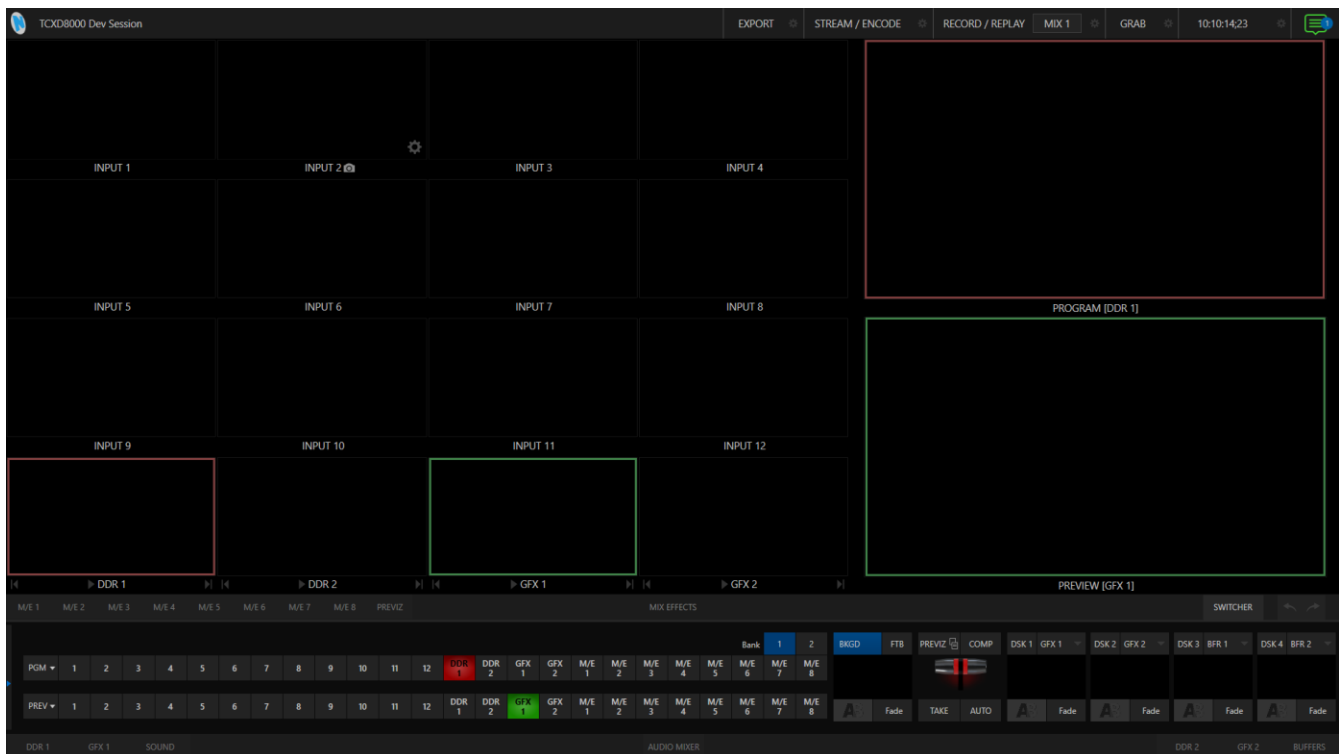 TCXD8000 Dev Session EXPORT STREAM / ENCODE RECORD / REPLAY MIX 1 GRAB 10:10:14;23 1
INPUT 1 INPUT 2 INPUT 3 INPUT 4
INPUT 5 INPUT 6 INPUT 7 INPUT 8
PROGRAM [DDR 1]
INPUT 9 INPUT 10 INPUT 11 INPUT 12
DDR 1 DDR 2 GFX 1 GFX 2
PREVIEW [GFX 1]
M/E 1 M/E 2 M/E 3 M/E 4 M/E 5 M/E 6 M/E 7 M/E 8 PREVIZ MIX EFFECTS SWITCHER
Bank 1 2 BKGD FTB PREVIZ COMP DSK 1 GFX 1 DSK 2 GFX 2 DSK 3 BFR 1 DSK 4 BFR 2
PGM 1 2 3 4 5 6 7 8 9 10 11 12 DDR 1 DDR 2 GFX 1 GFX 2 M/E 1 M/E 2 M/E 3 M/E 4 M/E 5 M/E 6 M/E 7 M/E 8
PREV 1 2 3 4 5 6 7 8 9 10 11 12 DDR 1 DDR 2 GFX 1 GFX 2 M/E 1 M/E 2 M/E 3 M/E 4 M/E 5 M/E 6 M/E 7 M/E 8
A Fade TAKE AUTO A Fade A Fade A Fade A Fade
DDR 1 GFX 1 SOUND AUDIO MIXER DDR 2 GFX 2 BUFFERS